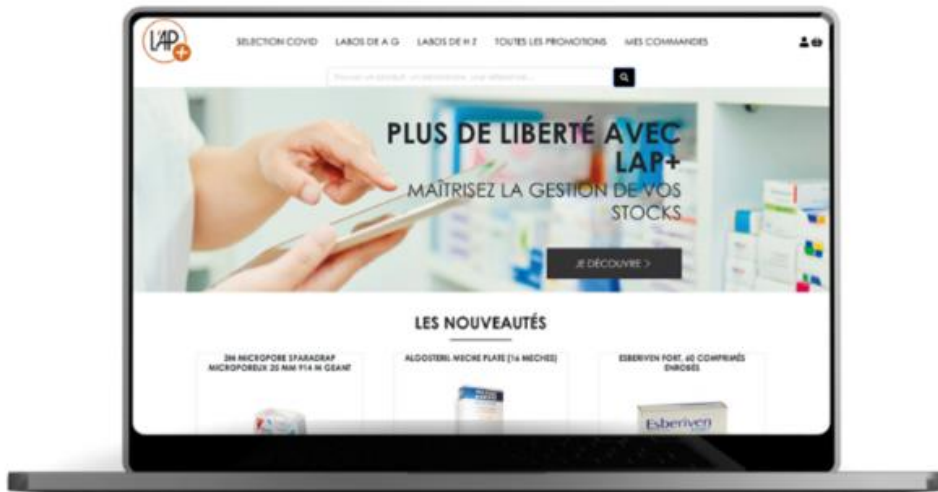 L'AP+
SELECTION COVID LABOS DE A G LABOS DE H Z TOUTES LES PROMOTIONS MES COMMANDES
PLUS DE LIBERTÉ AVEC
LAP+
MAÎTRISEZ LA GESTION DE VOS
STOCKS
JE DÉCOUVRE >
LES NOUVEAUTÉS
3M MICROPORE SPARADRAP
MICROPOREUX 25 MM 914 M GEANT
ALGOSTERIL MECHE PLATE (16 MECHES)
ESBERIVEN FORT, 60 COMPRIMÉS
ENROBÉS
Esberiven